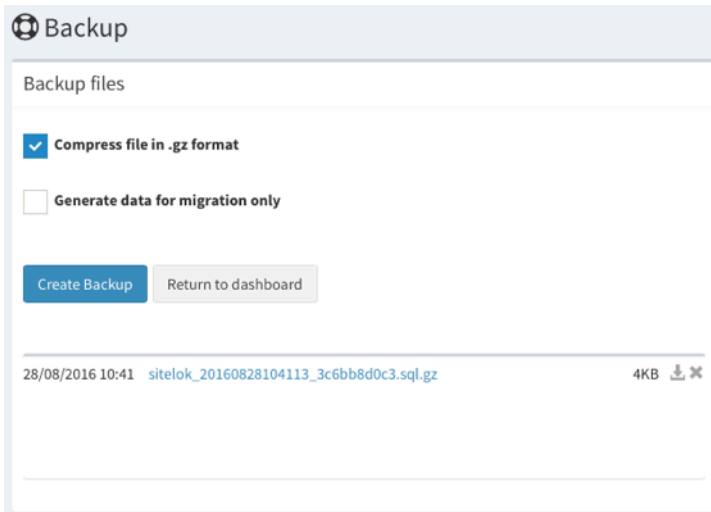 Backup
Backup files
Compress file in .gz format
Generate data for migration only
Create Backup Return to dashboard
28/08/2016 10:41 sitelok_20160828104113_3c6bb8d0c3.sql.gz 4KB